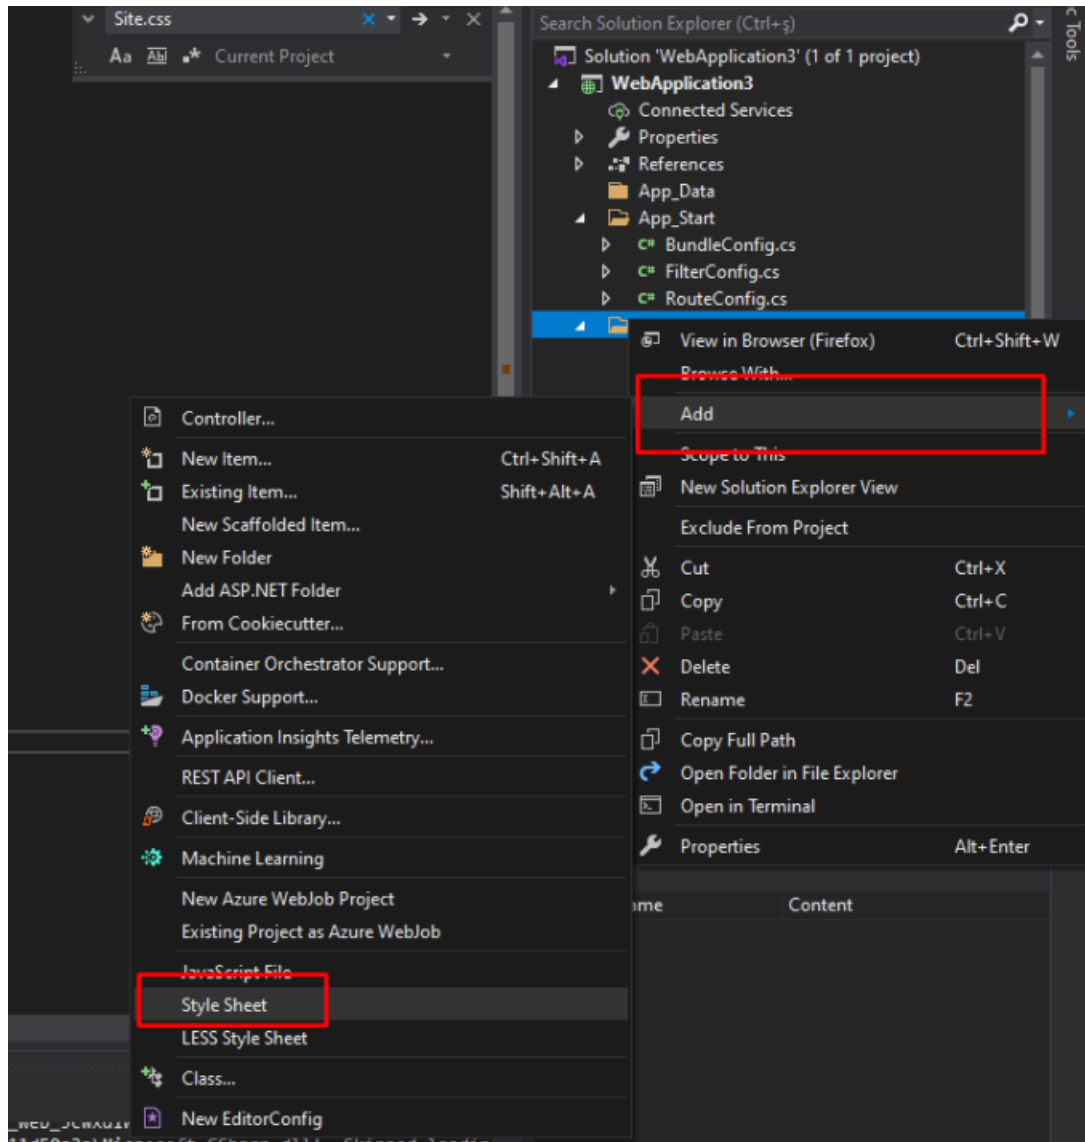 Site.css
Aa Abl .* Current Project
Search Solution Explorer (Ctrl+ş)
Solution 'WebApplication3' (1 of 1 project)
WebApplication3
Connected Services
Properties
References
App_Data
App_Start
C# BundleConfig.cs
C# FilterConfig.cs
C# RouteConfig.cs
c Tools
View in Browser (Firefox) Ctrl+Shift+W
Browse With...
Add
Scope to This
New Solution Explorer View
Exclude From Project
Cut Ctrl+X
Copy Ctrl+C
Paste Ctrl+V
Delete Del
Rename F2
Copy Full Path
Open Folder in File Explorer
Open in Terminal
Properties Alt+Enter
Controller...
New Item... Ctrl+Shift+A
Existing Item... Shift+Alt+A
New Scaffolded Item...
New Folder
Add ASP.NET Folder
From Cookiecutter...
Container Orchestrator Support...
Docker Support...
Application Insights Telemetry...
REST API Client...
Client-Side Library...
Machine Learning
New Azure WebJob Project
Existing Project as Azure WebJob
JavaScript File
Style Sheet
LESS Style Sheet
Class...
New EditorConfig
ame Content